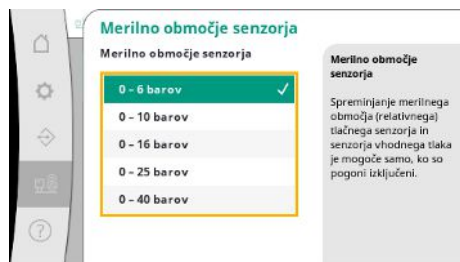 Merilno območje senzorja
Merilno območje senzorja
0 – 6 barov
0 – 10 barov
0 – 16 barov
0 – 25 barov
0 – 40 barov
Merilno območje
senzorja
Spreminjanje merilnega
območja (relativnega)
tlačnega senzorja in
senzorja vhodnega tlaka
je mogoče samo, ko so
pogoni izključeni.